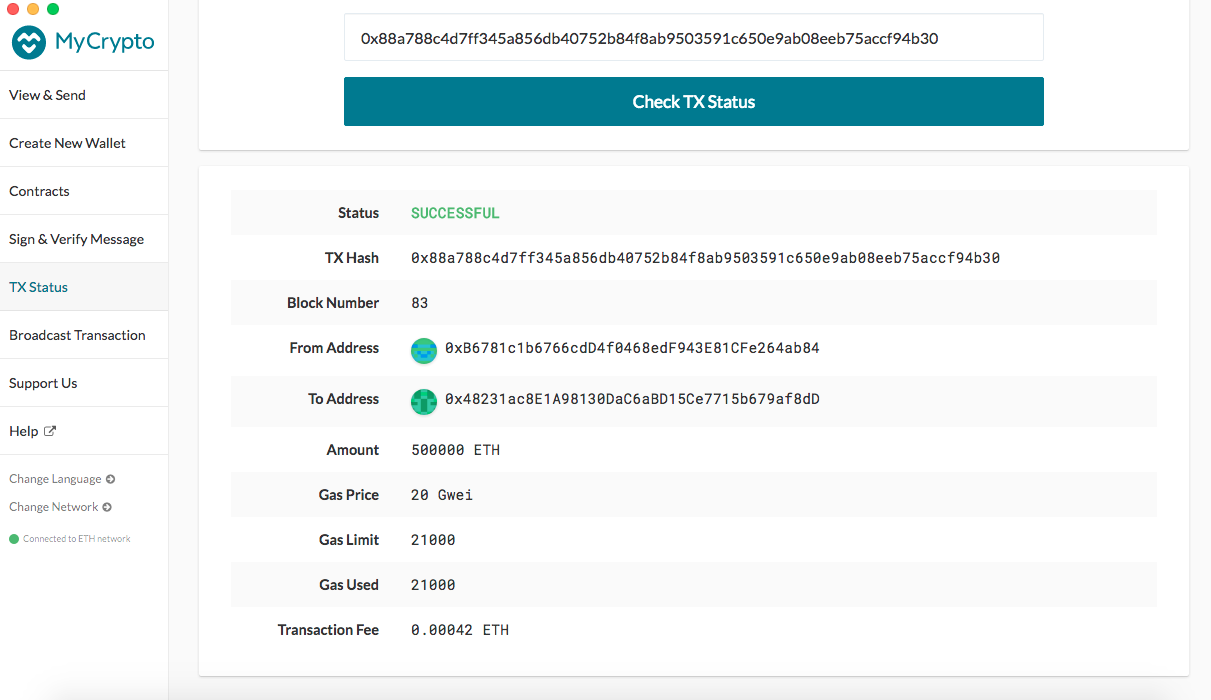 MyCrypto
View & Send
Create New Wallet
Contracts
Sign & Verify Message
TX Status
Broadcast Transaction
Support Us
Help
Change Language
Change Network
Connected to ETH network
0x88a788c4d7ff345a856db40752b84f8ab9503591c650e9ab08eeb75accf94b30
Check TX Status
Status SUCCESSFUL
TX Hash 0x88a788c4d7ff345a856db40752b84f8ab9503591c650e9ab08eeb75accf94b30
Block Number 83
From Address 0xB6781c1b6766cdD4f0468edF943E81CFe264ab84
To Address 0x48231ac8E1A98130DaC6aBD15Ce7715b679af8dD
Amount 500000 ETH
Gas Price 20 Gwei
Gas Limit 21000
Gas Used 21000
Transaction Fee 0.00042 ETH